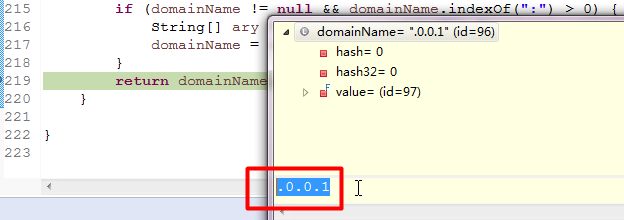 215 if (domainName != null && domainName.indexOf(":") > 0) {
216 String[] ary
217 domainName =
218 }
219 return domainName
220 }
221
222 }
223
domainName= ".0.0.1" (id=96)
hash= 0
hash32= 0
value= (id=97)
.0.0.1